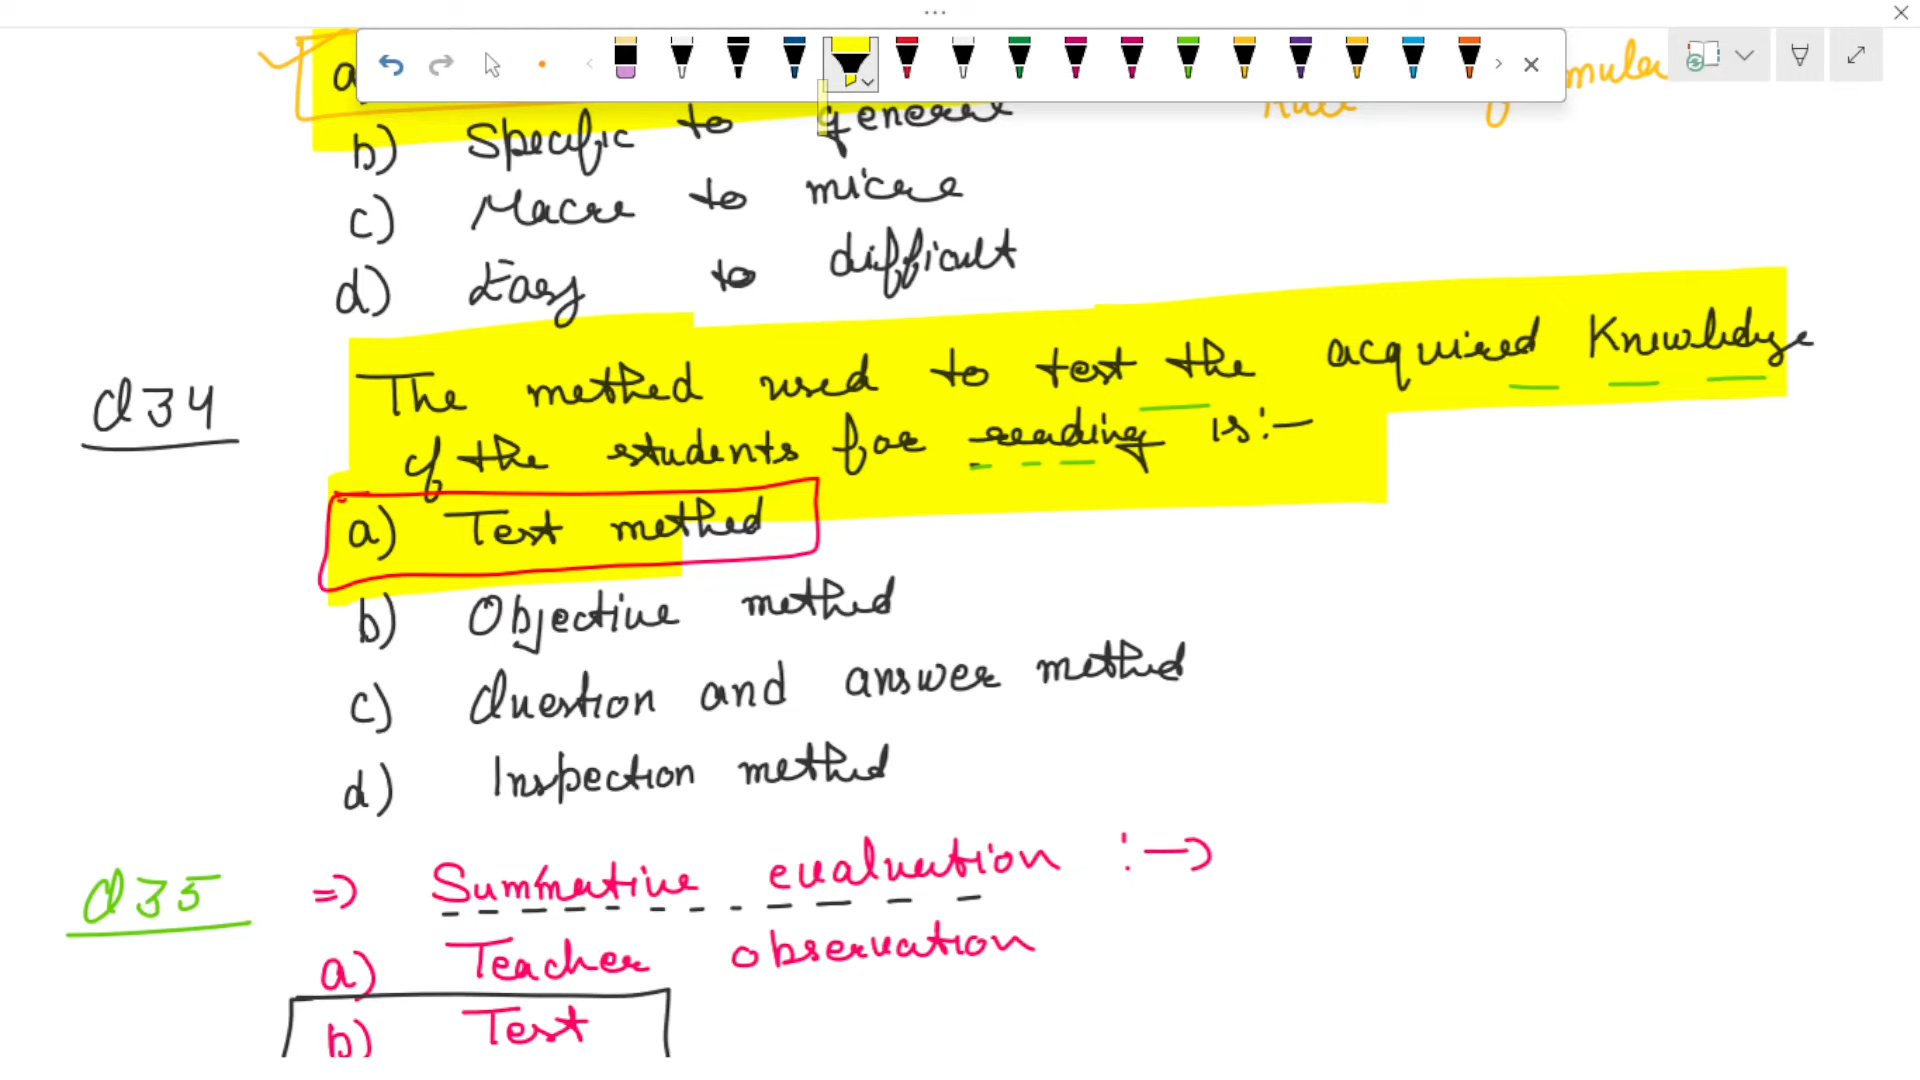 a
mules
Rule
b) Specific to general
c) Macro to micro
d) Easy to difficult
Q34 The method used to test the acquired Knowledge
of the students for reading is:-
a) Test method
b) Objective method
c) Question and answer method
d) Inspection method
Q35 => Summative evaluation :->
a) Teacher observation
b) Test